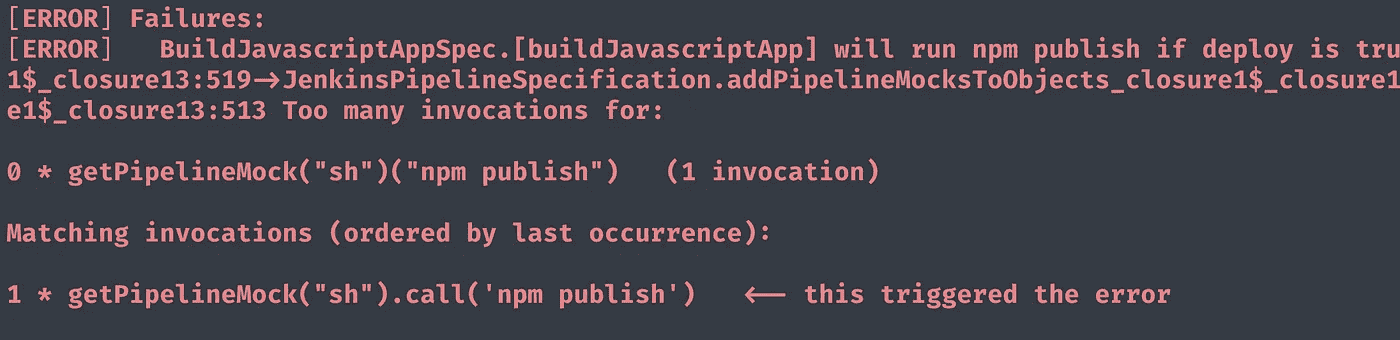 [ERROR] Failures:
[ERROR]   BuildJavascriptAppSpec.[buildJavascriptApp] will run npm publish if deploy is tru
1$_closure13:519->JenkinsPipelineSpecification.addPipelineMocksToObjects_closure1$_closure1
e1$_closure13:513 Too many invocations for:
0 * getPipelineMock("sh")("npm publish")   (1 invocation)
Matching invocations (ordered by last occurrence):
1 * getPipelineMock("sh").call('npm publish')   <-- this triggered the error